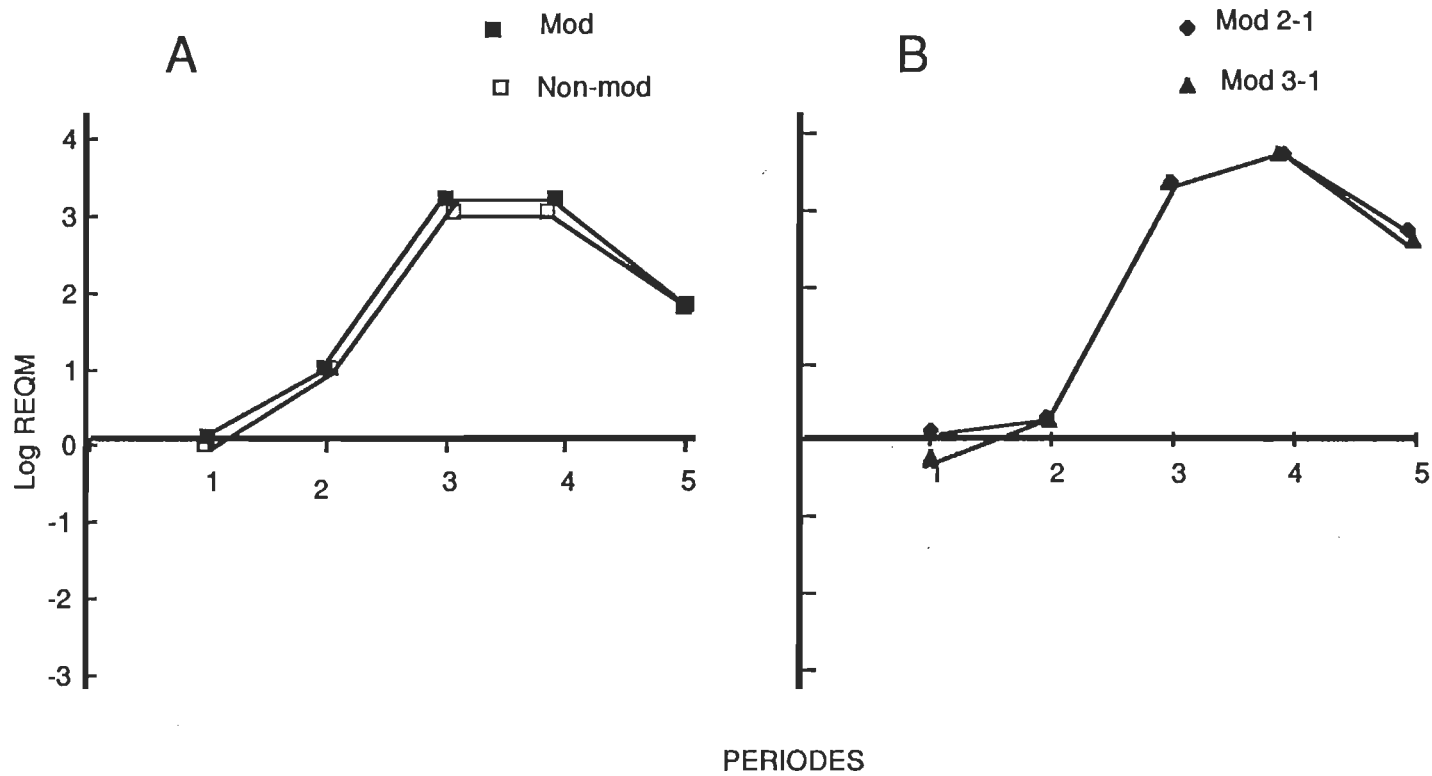 A
Mod
Non-mod
B
Mod 2-1
Mod 3-1
Log REQM
4
3
2
1
0
-1
-2
-3
1 2 3 4 5
1 2 3 4 5
PERIODES